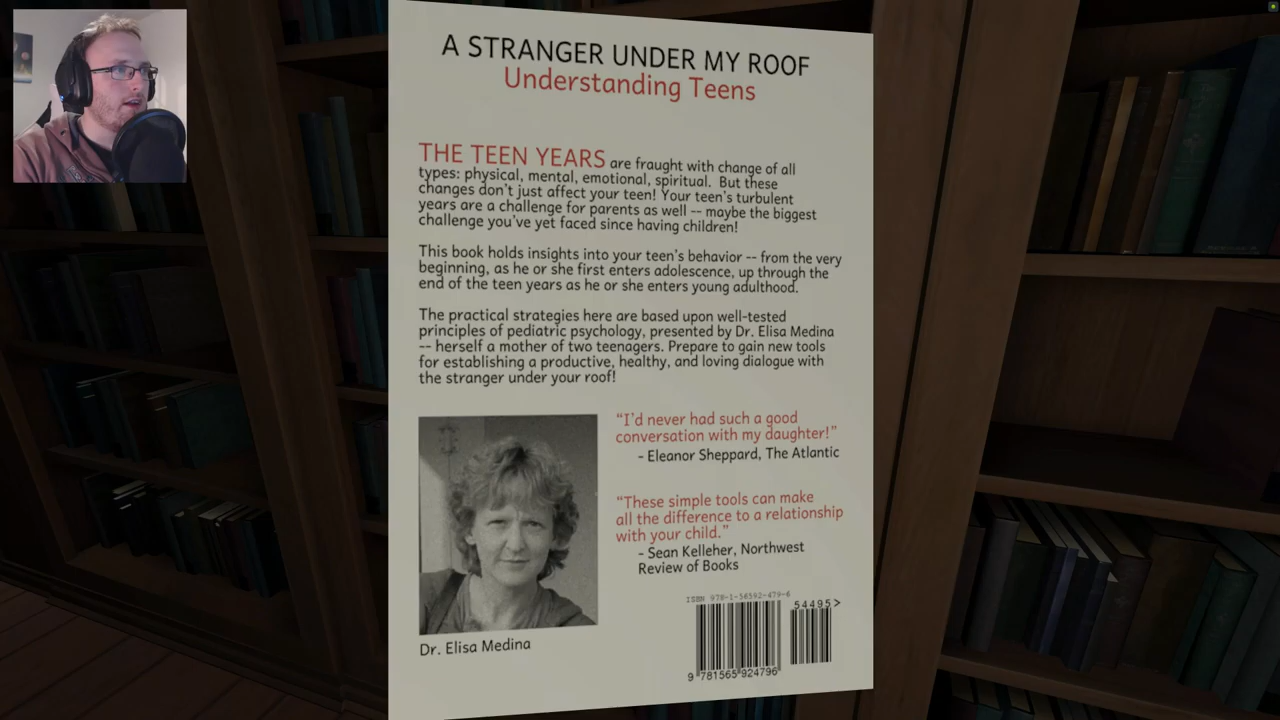 A STRANGER UNDER MY ROOF
Understanding Teens
THE TEEN YEARS are fraught with change of all
types: physical, mental, emotional, spiritual. But these
changes don't just affect your teen! Your teen's turbulent
years are a challenge for parents as well -- maybe the biggest
challenge you've yet faced since having children!
This book holds insights into your teen's behavior -- from the very
beginning, as he or she first enters adolescence, up through the
end of the teen years as he or she enters young adulthood.
The practical strategies here are based upon well-tested
principles of pediatric psychology, presented by Dr. Elisa Medina
-- herself a mother of two teenagers. Prepare to gain new tools
for establishing a productive, healthy, and loving dialogue with
the stranger under your roof!
"I'd never had such a good
conversation with my daughter!"
- Eleanor Sheppard, The Atlantic
"These simple tools can make
all the difference to a relationship
with your child."
- Sean Kelleher, Northwest
Review of Books
Dr. Elisa Medina
ISBN 978-1-56592-479-6
54495>
9 781565 924796